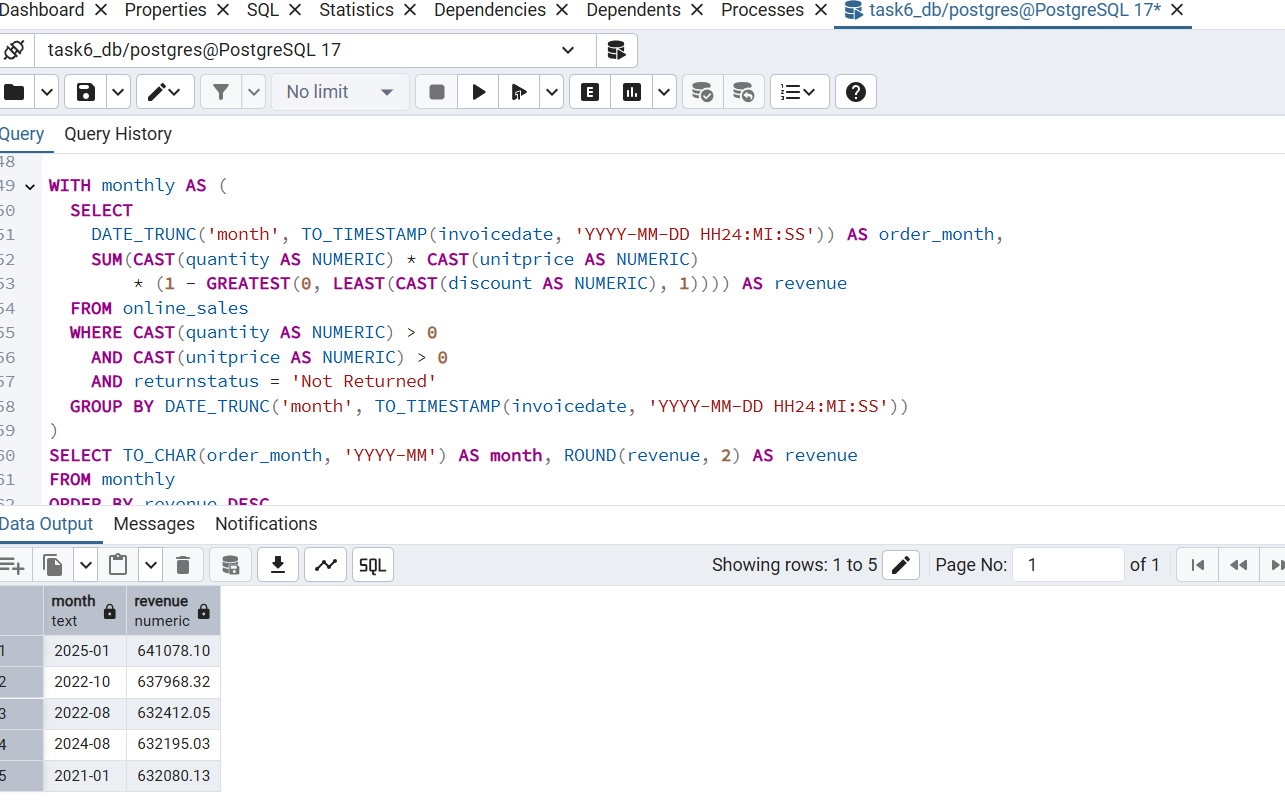 Dashboard Properties SQL Statistics Dependencies Dependents Processes task6_db/postgres@PostgreSQL 17*
task6_db/postgres@PostgreSQL 17
No limit
E
Query Query History
48
49 WITH monthly AS (
50 SELECT
51 DATE_TRUNC('month', TO_TIMESTAMP(invoicedate, 'YYYY-MM-DD HH24:MI:SS')) AS order_month,
52 SUM(CAST(quantity AS NUMERIC) * CAST(unitprice AS NUMERIC)
53 * (1 - GREATEST(0, LEAST(CAST(discount AS NUMERIC), 1)))) AS revenue
54 FROM online_sales
55 WHERE CAST(quantity AS NUMERIC) > 0
56 AND CAST(unitprice AS NUMERIC) > 0
57 AND returnstatus = 'Not Returned'
58 GROUP BY DATE_TRUNC('month', TO_TIMESTAMP(invoicedate, 'YYYY-MM-DD HH24:MI:SS'))
59 )
60 SELECT TO_CHAR(order_month, 'YYYY-MM') AS month, ROUND(revenue, 2) AS revenue
61 FROM monthly
62 ORDER BY revenue DESC
Data Output Messages Notifications
SQL Showing rows: 1 to 5 Page No: 1 of 1
month revenue
text numeric
1 2025-01 641078.10
2 2022-10 637968.32
3 2022-08 632412.05
4 2024-08 632195.03
5 2021-01 632080.13